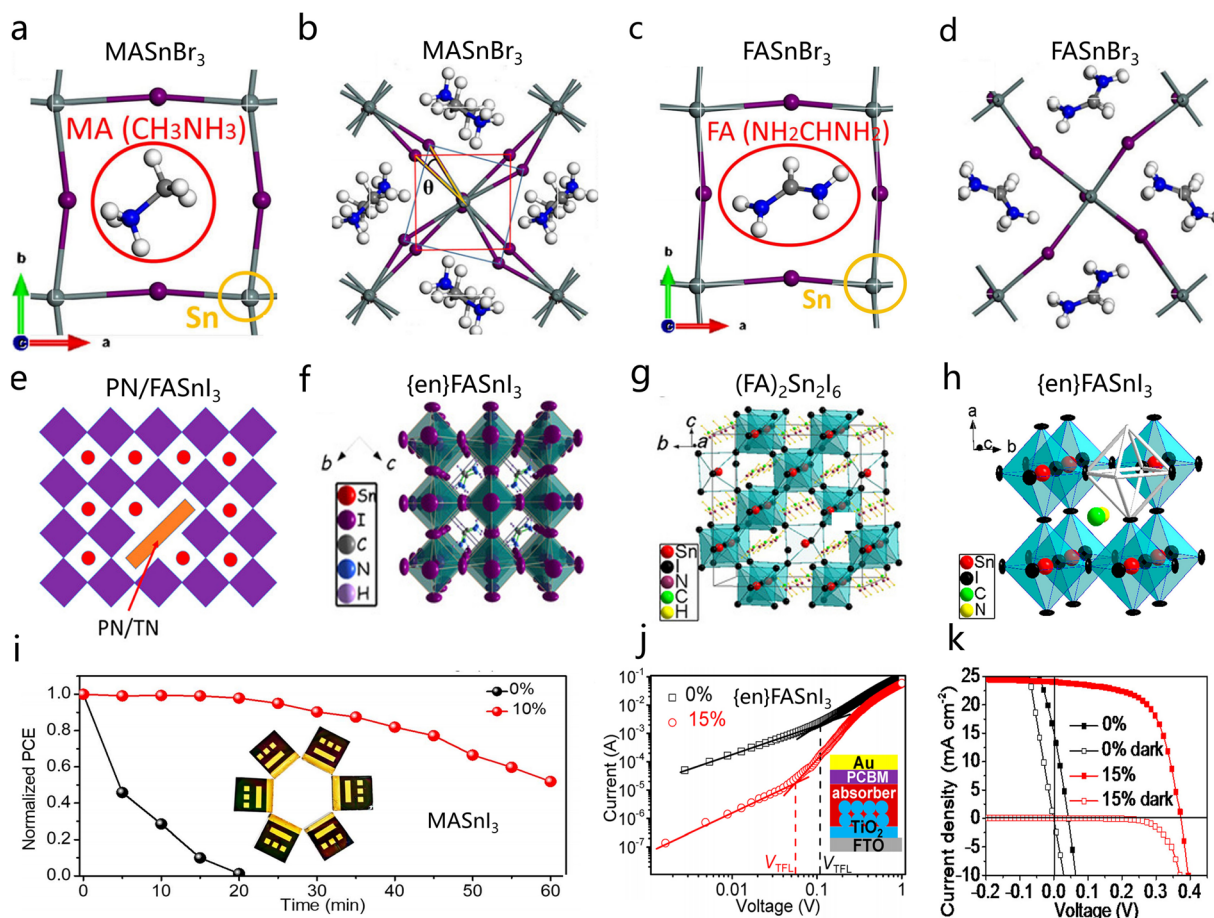 a
MASnBr3
MA (CH3NH3)
Sn
b
c
a
b
MASnBr3
θ
c
FASnBr3
FA (NH2CHNH2)
Sn
b
c
a
d
FASnBr3
e
PN/FASnI3
PN/TN
f
{en}FASnI3
b
c
Sn
I
C
N
H
g
(FA)2Sn2I6
c
b
a
Sn
I
N
C
H
h
{en}FASnI3
a
c
b
Sn
I
C
N
i
Normalized PCE
1.0
0.8
0.6
0.4
0.2
0.0
0%
10%
MASnI3
0 10 20 30 40 50 60
Time (min)
j
Current (A)
10-1
10-2
10-3
10-4
10-5
10-6
10-7
0%
15%
{en}FASnI3
Au
PCBM
absorber
TiO2
FTO
VTFL
VTFL
0.01 0.1 1
Voltage (V)
k
Current density (mA cm-2)
25
20
15
10
5
0
-5
-10
0%
0% dark
15%
15% dark
-0.2 -0.1 0.0 0.1 0.2 0.3 0.4
Voltage (V)